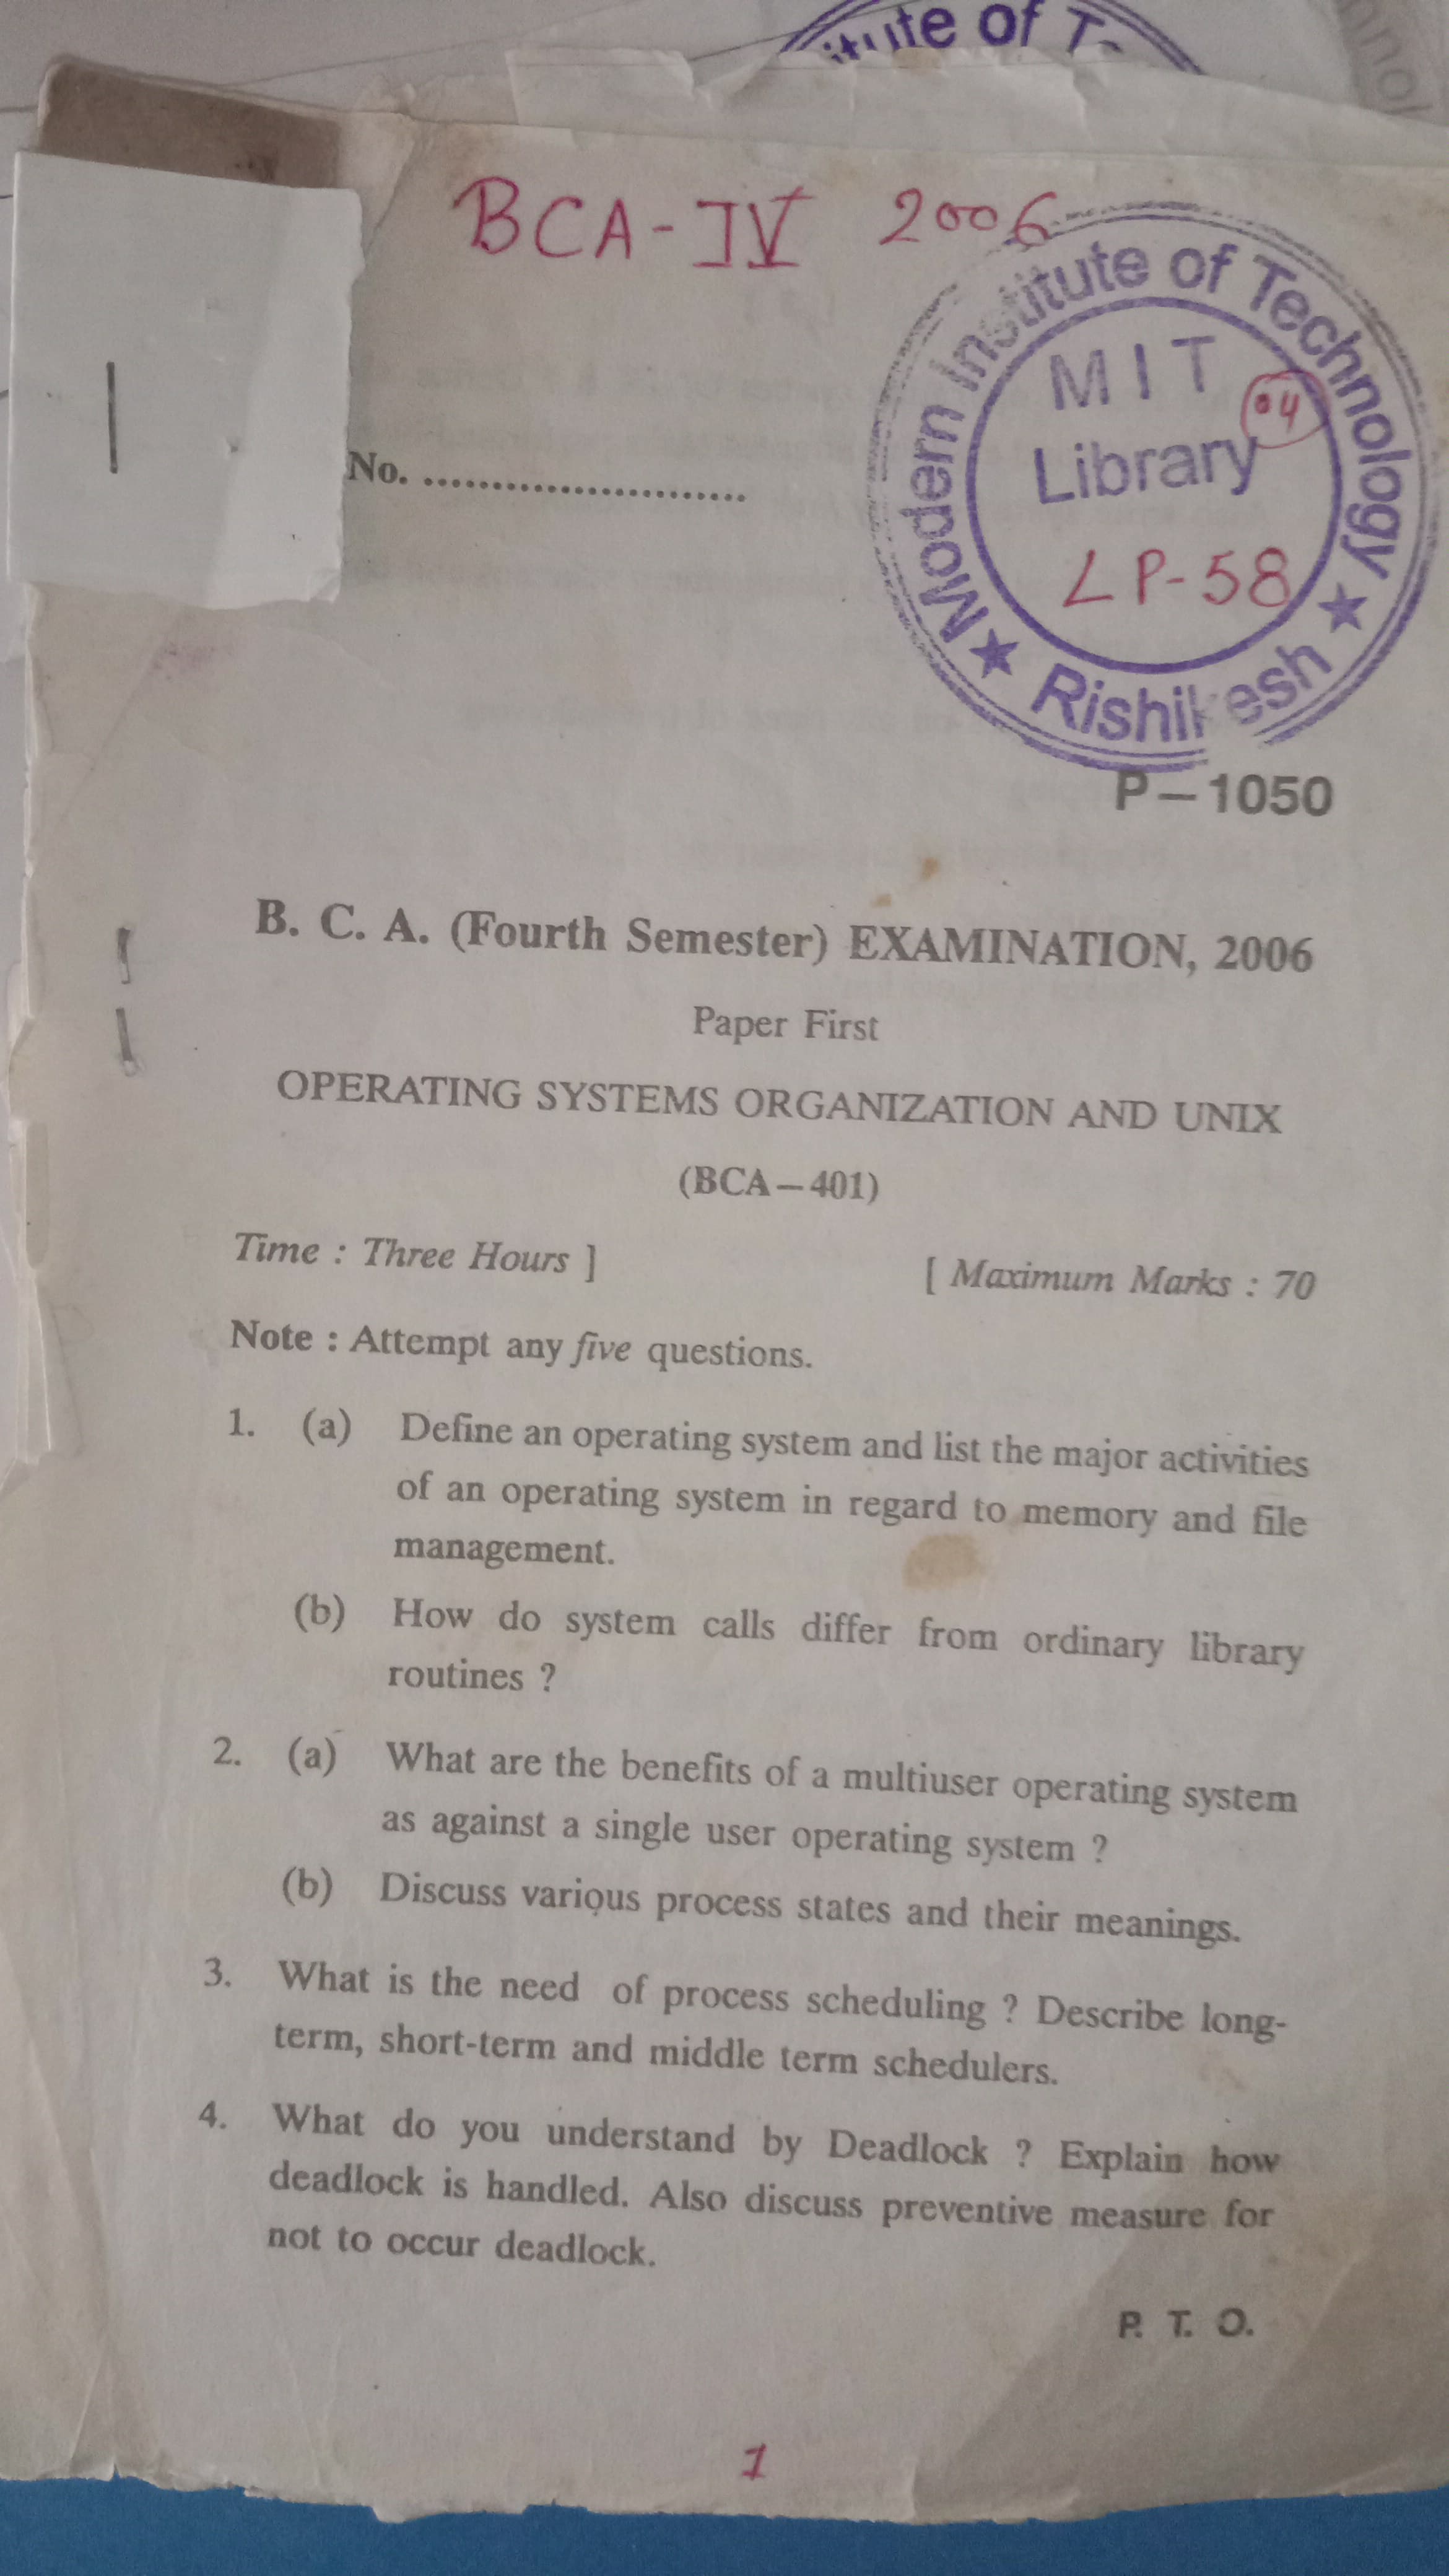 itute of T
BCA-IV 2006
Modern Institute of Technology
MIT
04
Library
LP-58
★ Rishikesh ★
No. ........................
P–1050
B. C. A. (Fourth Semester) EXAMINATION, 2006
Paper First
OPERATING SYSTEMS ORGANIZATION AND UNIX
(BCA–401)
Time : Three Hours ] [ Maximum Marks : 70
Note : Attempt any five questions.
1. (a) Define an operating system and list the major activities
of an operating system in regard to memory and file
management.
(b) How do system calls differ from ordinary library
routines ?
2. (a) What are the benefits of a multiuser operating system
as against a single user operating system ?
(b) Discuss various process states and their meanings.
3. What is the need of process scheduling ? Describe long-
term, short-term and middle term schedulers.
4. What do you understand by Deadlock ? Explain how
deadlock is handled. Also discuss preventive measure for
not to occur deadlock.
P. T. O.
1